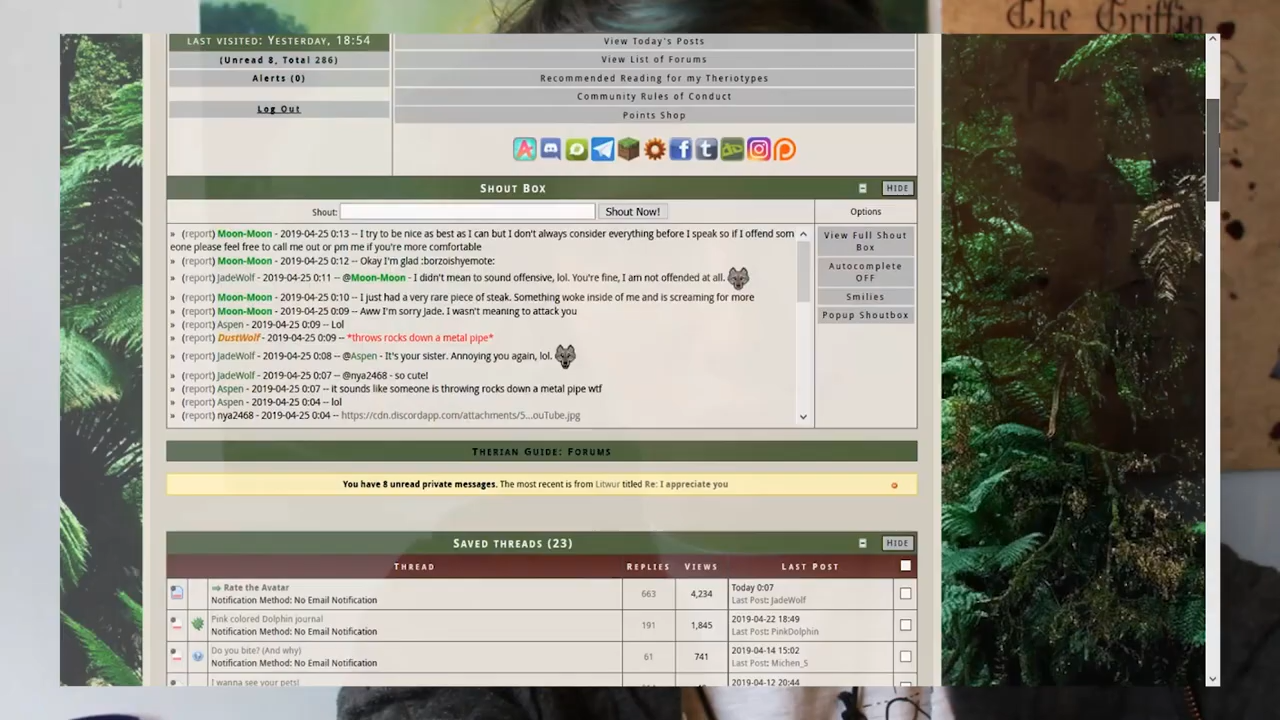 The Griffin
LAST VISITED: YESTERDAY, 18:54
(Unread 8, Total 286)
Alerts (0)
Log Out
View Today's Posts
View List of Forums
Recommended Reading for my Theriotypes
Community Rules of Conduct
Points Shop
SHOUT BOX
HIDE
Shout:
Shout Now!
Options
» (report) Moon-Moon - 2019-04-25 0:13 -- I try to be nice as best as I can but I don't always consider everything before I speak so if I offend som
eone please feel free to call me out or pm me if you're more comfortable
» (report) Moon-Moon - 2019-04-25 0:12 -- Okay I'm glad :borzoishyemote:
» (report) JadeWolf - 2019-04-25 0:11 -- @Moon-Moon - I didn't mean to sound offensive, lol. You're fine, I am not offended at all.
» (report) Moon-Moon - 2019-04-25 0:10 -- I just had a very rare piece of steak. Something woke inside of me and is screaming for more
» (report) Moon-Moon - 2019-04-25 0:09 -- Aww I'm sorry Jade. I wasn't meaning to attack you
» (report) Aspen - 2019-04-25 0:09 -- Lol
» (report) DustWolf - 2019-04-25 0:09 -- *throws rocks down a metal pipe*
» (report) JadeWolf - 2019-04-25 0:08 -- @Aspen - It's your sister. Annoying you again, lol.
» (report) JadeWolf - 2019-04-25 0:07 -- @nya2468 - so cute!
» (report) Aspen - 2019-04-25 0:07 -- it sounds like someone is throwing rocks down a metal pipe wtf
» (report) Aspen - 2019-04-25 0:04 -- lol
» (report) nya2468 - 2019-04-25 0:04 -- https://cdn.discordapp.com/attachments/5...ouTube.jpg
View Full Shout
Box
Autocomplete
OFF
Smilies
Popup Shoutbox
THERIAN GUIDE: FORUMS
You have 8 unread private messages. The most recent is from Litwur titled Re: I appreciate you
SAVED THREADS (23)
HIDE
THREAD REPLIES VIEWS LAST POST
Rate the Avatar
Notification Method: No Email Notification
663
4,234
Today 0:07
Last Post: JadeWolf
Pink colored Dolphin journal
Notification Method: No Email Notification
191
1,845
2019-04-22 18:49
Last Post: PinkDolphin
Do you bite? (And why)
Notification Method: No Email Notification
61
741
2019-04-14 15:02
Last Post: Michen_5
I wanna see your pets!
2019-04-12 20:44